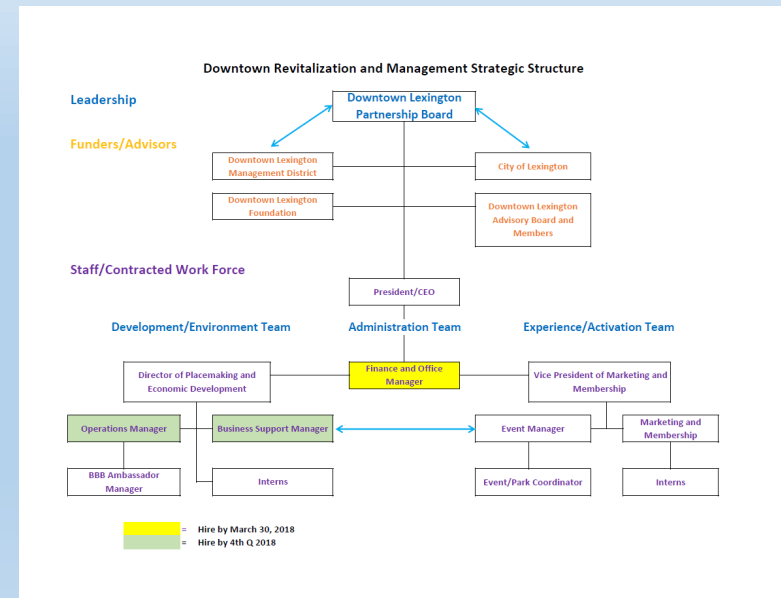 Downtown Revitalization and Management Strategic Structure
Leadership
Downtown Lexington
Partnership Board
Funders/Advisors
Downtown Lexington
Management District
City of Lexington
Downtown Lexington
Foundation
Downtown Lexington
Advisory Board and
Members
Staff/Contracted Work Force
President/CEO
Development/Environment Team
Administration Team
Experience/Activation Team
Director of Placemaking and
Economic Development
Finance and Office
Manager
Vice President of Marketing and
Membership
Operations Manager
Business Support Manager
Event Manager
Marketing and
Membership
BBB Ambassador
Manager
Interns
Event/Park Coordinator
Interns
= Hire by March 30, 2018
= Hire by 4th Q 2018